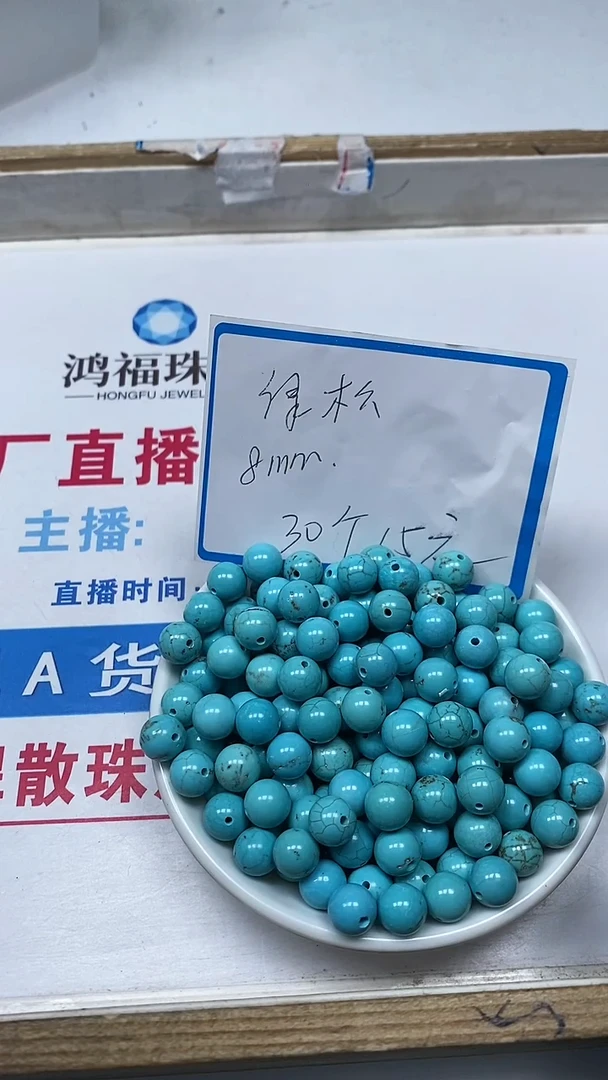 鸿福珠
HONGFU JEWEL
厂直播
主播:
直播时间:
A货
散珠
绿松
8mm.
30个15元